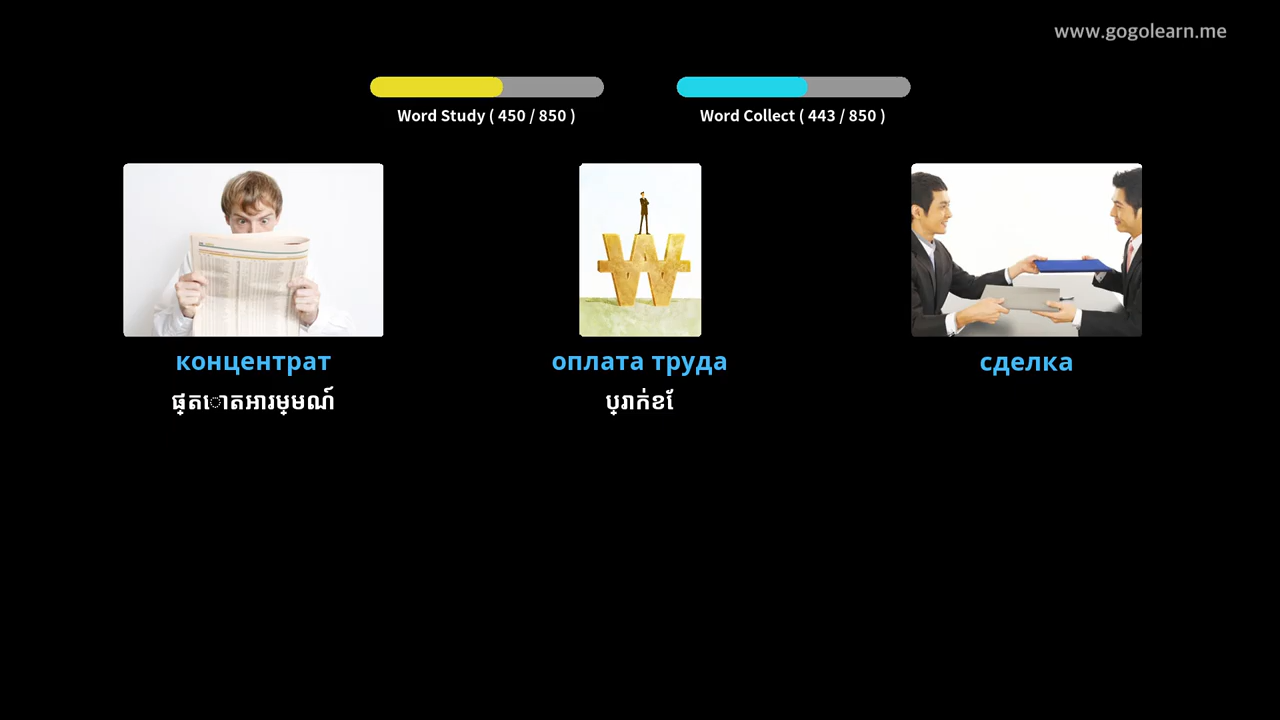 www.gogolearn.me
Word Study ( 450 / 850 )
Word Collect ( 443 / 850 )
концентрат
оплата труда
сделка
ផ្តោតអារម្មណ៍
ប្រាក់ខែ